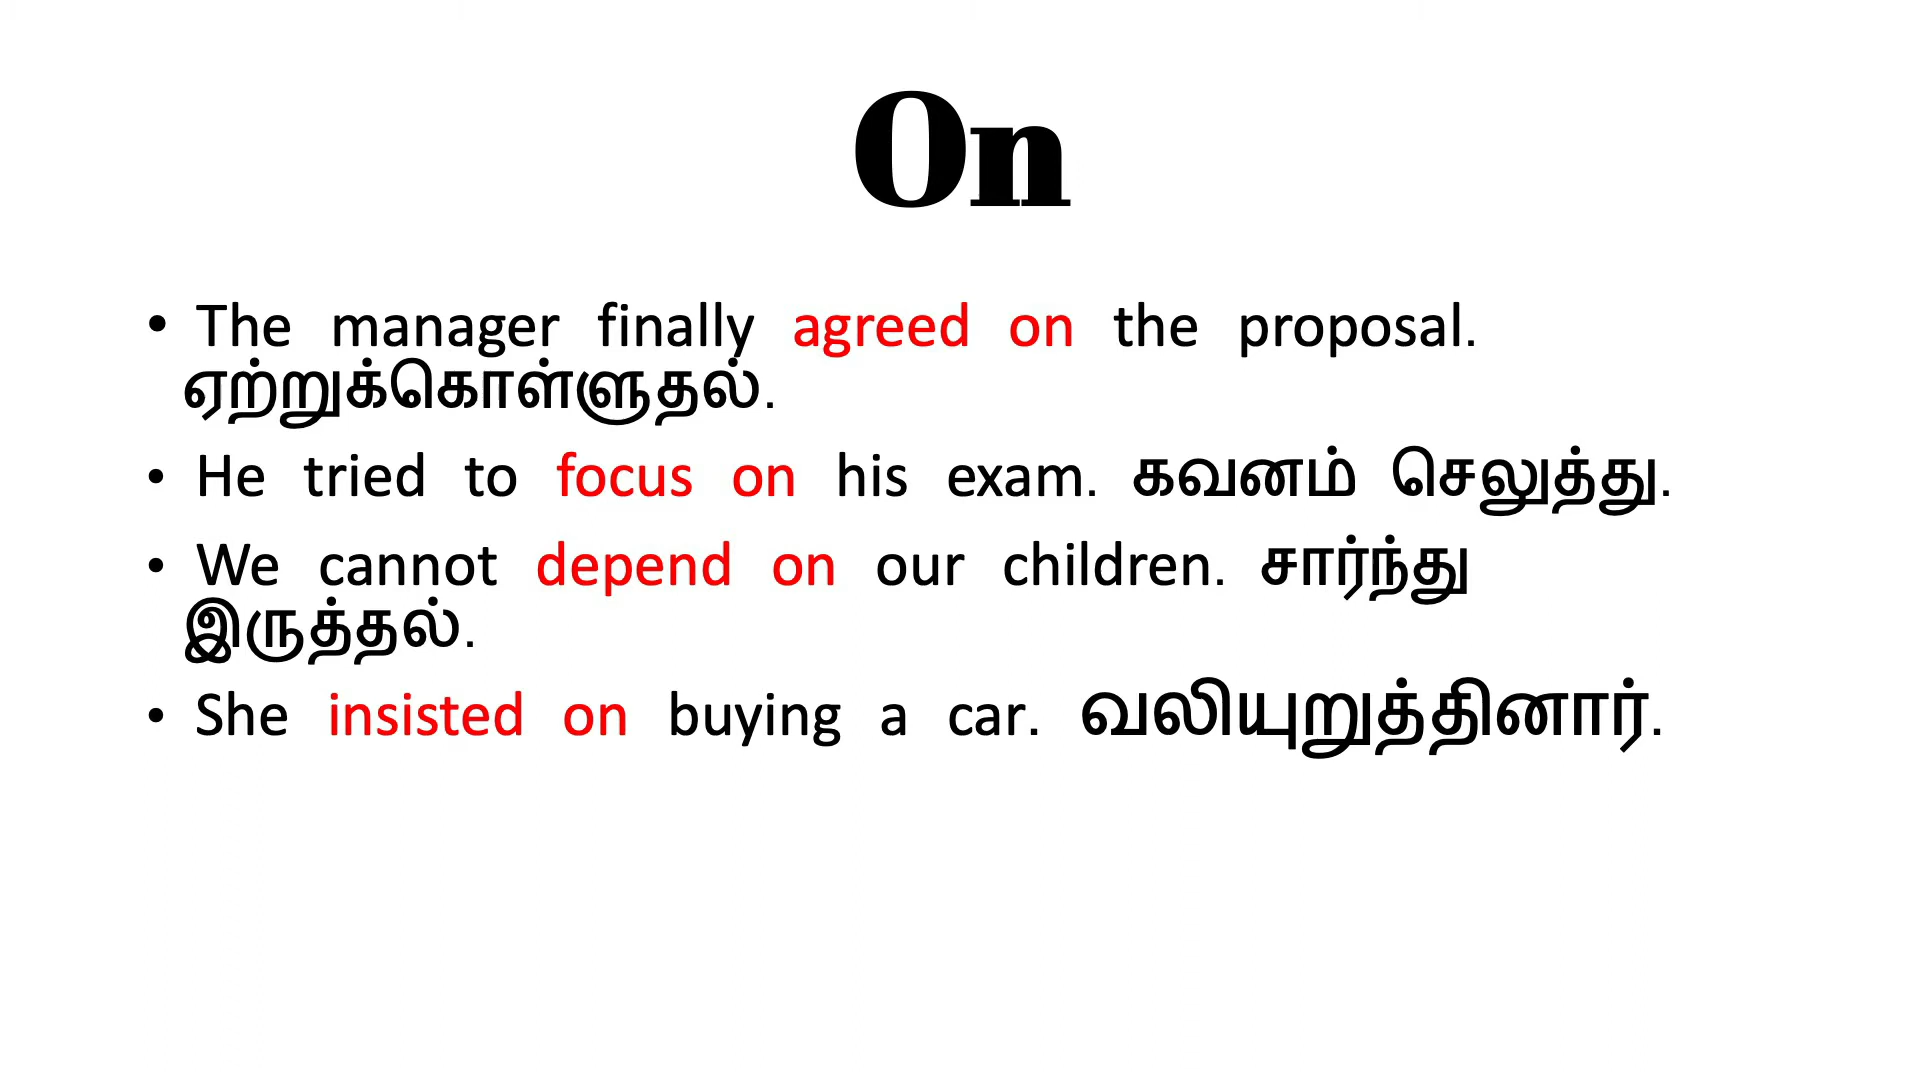 On
• The manager finally agreed on the proposal.
ஏற்றுக்கொள்ளுதல்.
• He tried to focus on his exam. கவனம் செலுத்து.
• We cannot depend on our children. சார்ந்து
இருத்தல்.
• She insisted on buying a car. வலியுறுத்தினார்.